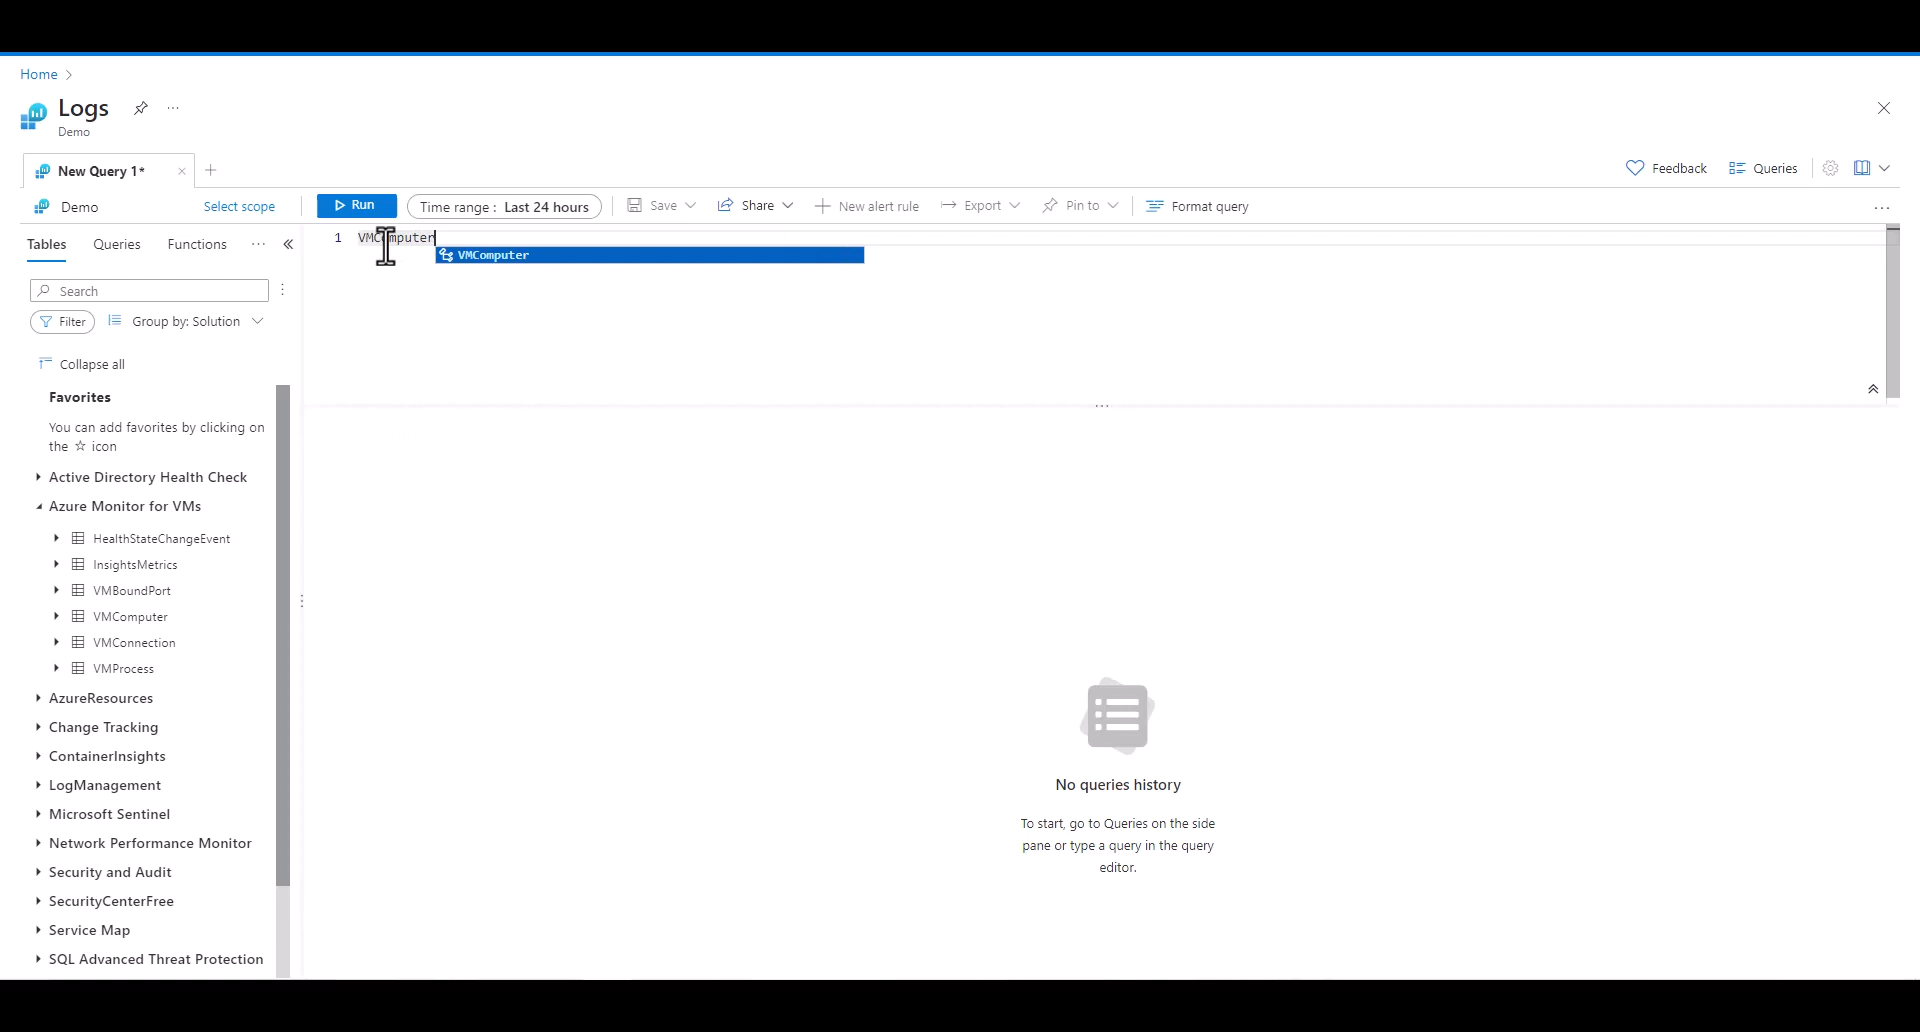 Home
Logs
Demo
New Query 1*
Feedback
Queries
Demo
Select scope
Run
Time range : Last 24 hours
Save
Share
New alert rule
Export
Pin to
Format query
Tables
Queries
Functions
1
VMComputer
VMComputer
Search
Filter
Group by: Solution
Collapse all
Favorites
You can add favorites by clicking on
the ☆ icon
Active Directory Health Check
Azure Monitor for VMs
HealthStateChangeEvent
InsightsMetrics
VMBoundPort
VMComputer
VMConnection
VMProcess
AzureResources
Change Tracking
ContainerInsights
LogManagement
Microsoft Sentinel
Network Performance Monitor
Security and Audit
SecurityCenterFree
Service Map
SQL Advanced Threat Protection
No queries history
To start, go to Queries on the side
pane or type a query in the query
editor.